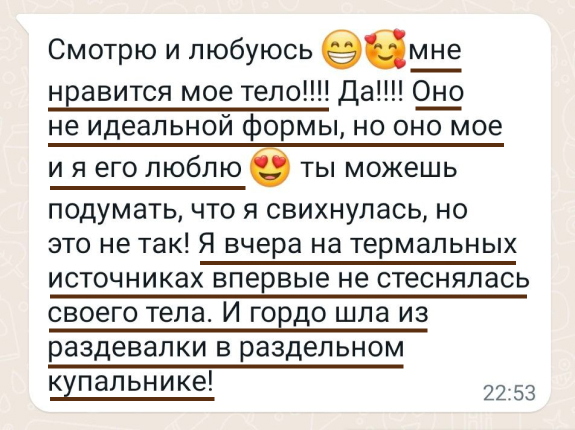 Смотрю и любуюсь 😁🥰мне
нравится мое тело!!!! Да!!!! Оно
не идеальной формы, но оно мое
и я его люблю 😍 ты можешь
подумать, что я свихнулась, но
это не так! Я вчера на термальных
источниках впервые не стеснялась
своего тела. И гордо шла из
раздевалки в раздельном
купальнике!
22:53